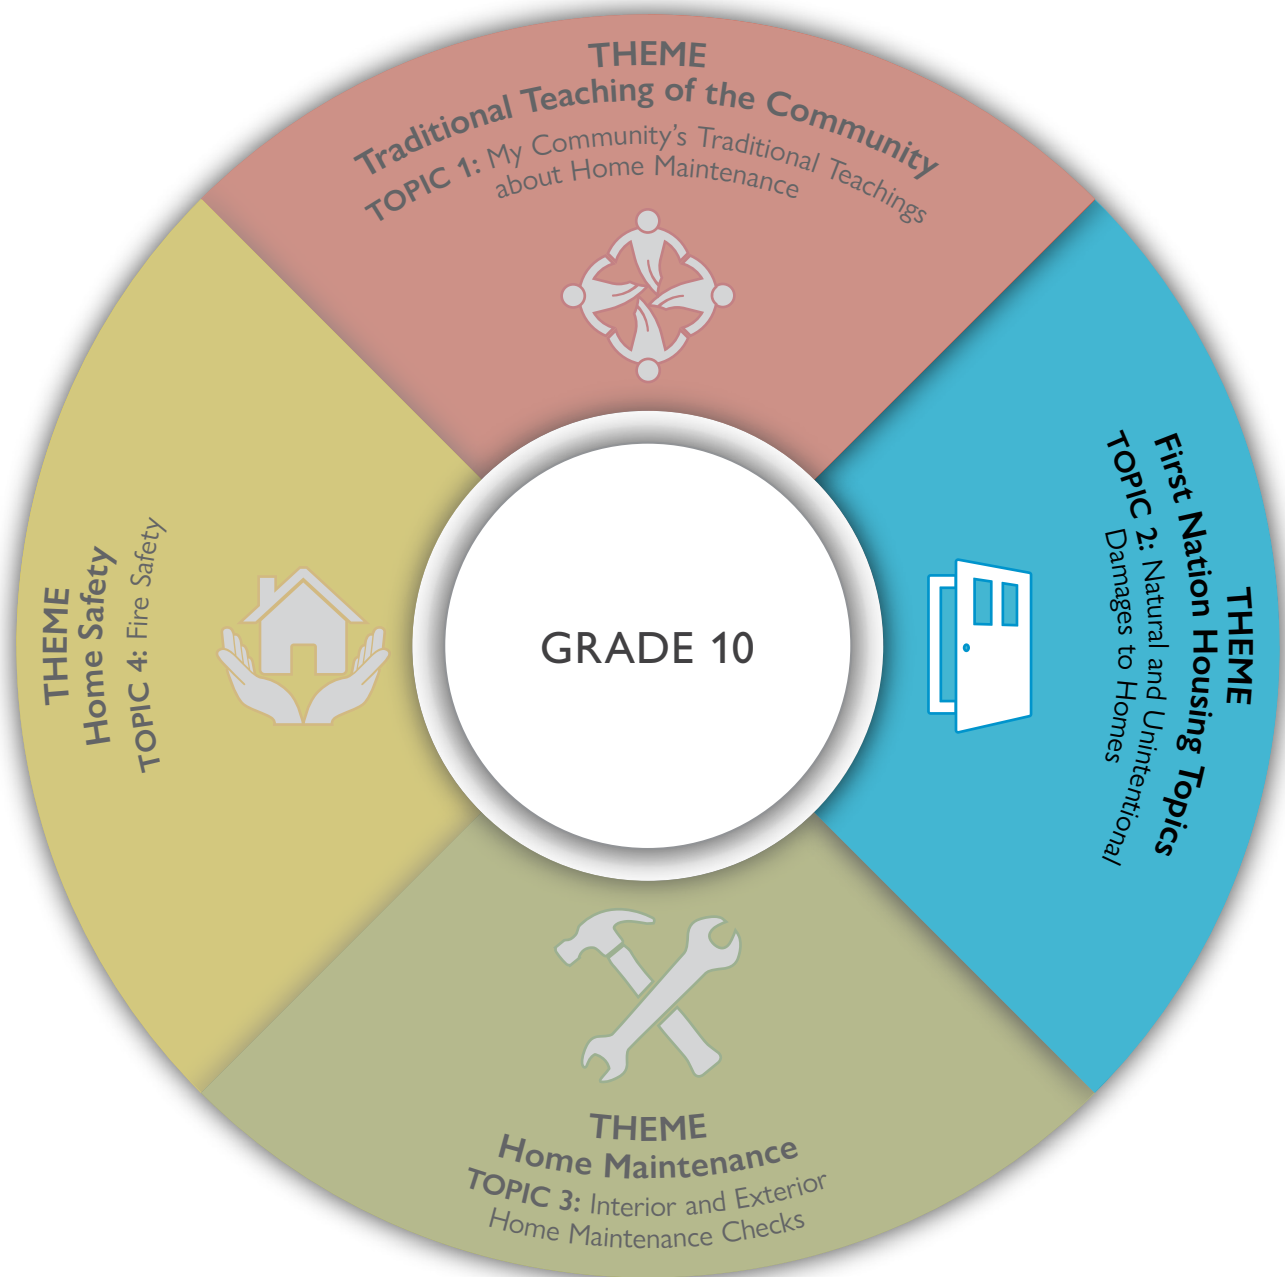 THEME
Traditional Teaching of the Community
TOPIC 1: My Community’s Traditional Teachings
about Home Maintenance
THEME
First Nation Housing Topics
TOPIC 2: Natural and Unintentional
Damages to Homes
THEME
Home Maintenance
TOPIC 3: Interior and Exterior
Home Maintenance Checks
THEME
Home Safety
TOPIC 4: Fire Safety
GRADE 10